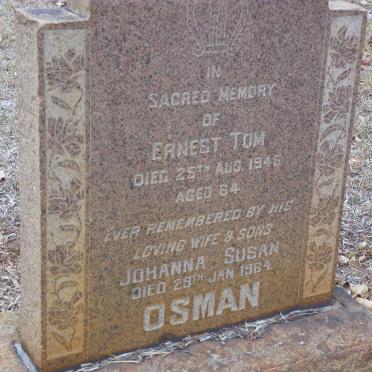 IN
SACRED MEMORY
OF
ERNEST TOM
DIED 25TH AUG. 1946
AGED 64
EVER REMEMBERED BY HIS
LOVING WIFE & SONS
JOHANNA SUSAN
DIED 29TH JAN. 1964.
OSMAN